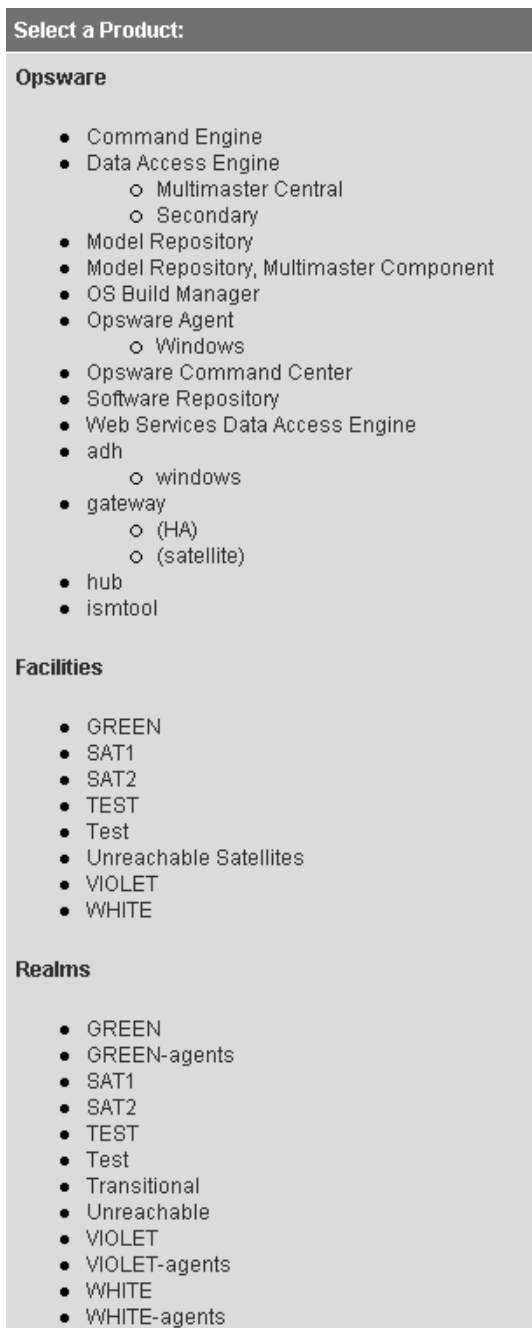 Select a Product:
Opsware
Command Engine
Data Access Engine
Multimaster Central
Secondary
Model Repository
Model Repository, Multimaster Component
OS Build Manager
Opsware Agent
Windows
Opsware Command Center
Software Repository
Web Services Data Access Engine
adh
windows
gateway
(HA)
(satellite)
hub
ismtool
Facilities
GREEN
SAT1
SAT2
TEST
Test
Unreachable Satellites
VIOLET
WHITE
Realms
GREEN
GREEN-agents
SAT1
SAT2
TEST
Test
Transitional
Unreachable
VIOLET
VIOLET-agents
WHITE
WHITE-agents